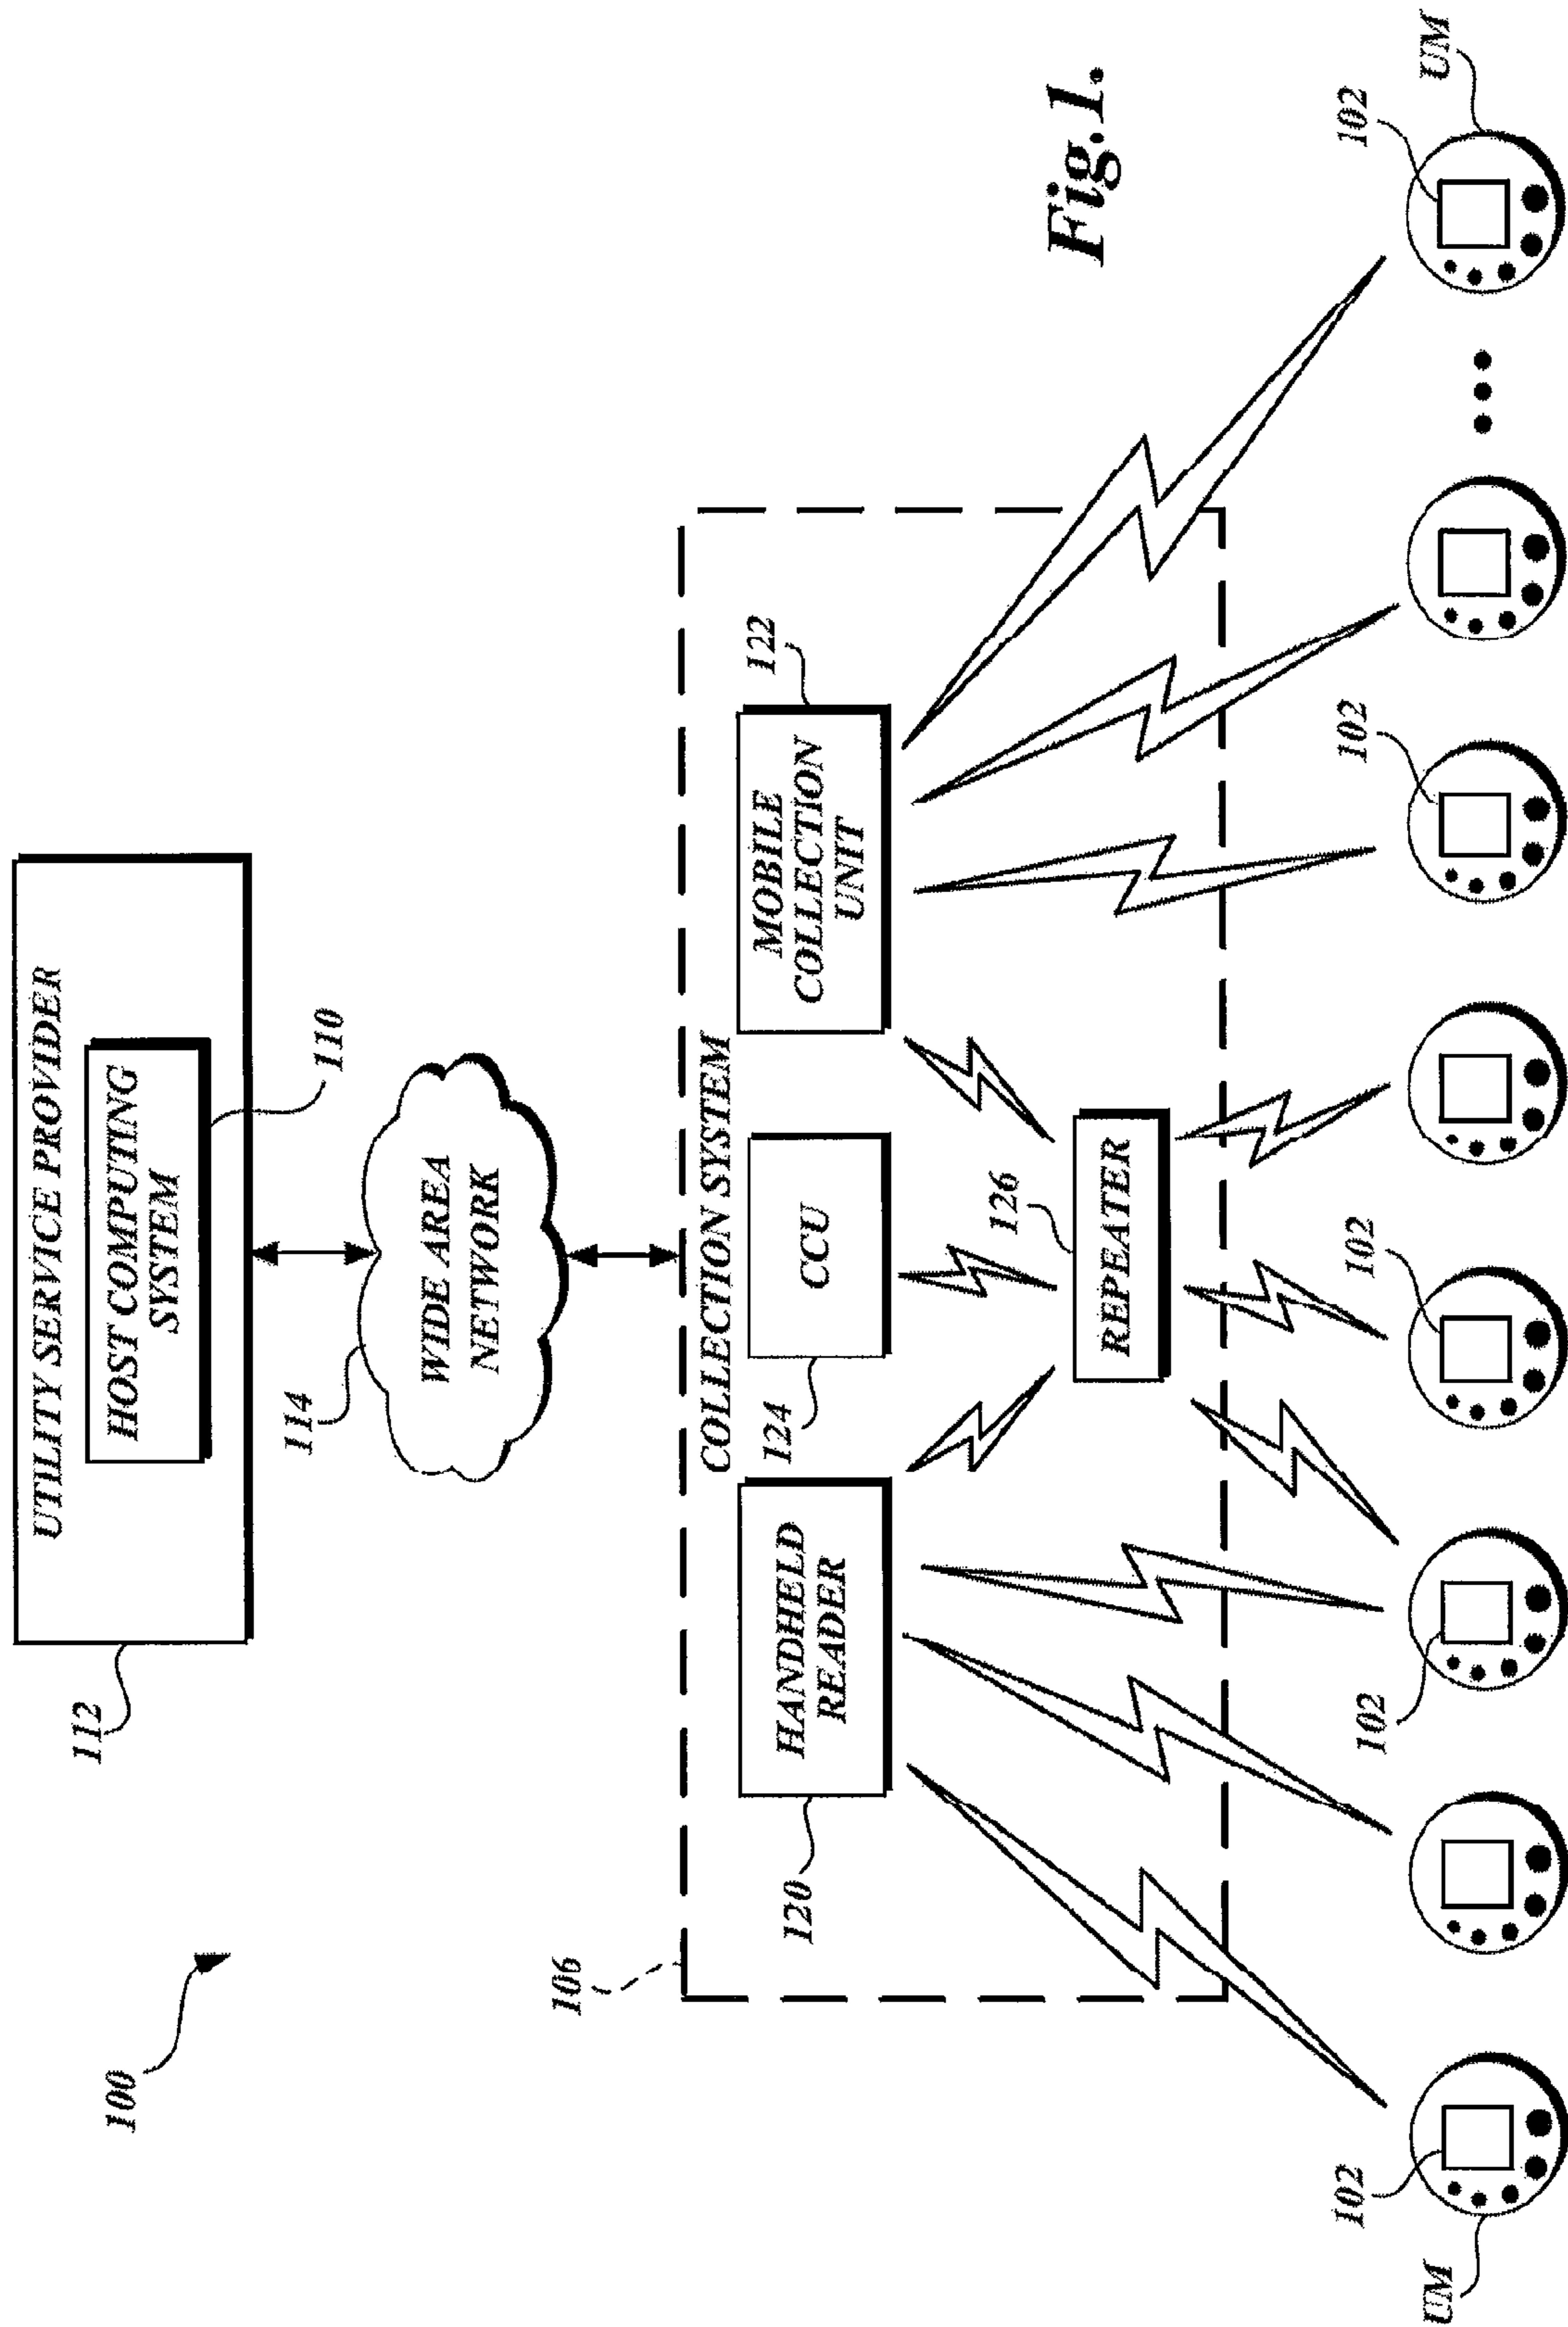 100
112
UTILITY SERVICE PROVIDER
HOST COMPUTING
SYSTEM
110
114
WIDE AREA
NETWORK
106
COLLECTION SYSTEM
120
HANDHELD
READER
124
CCU
122
MOBILE
COLLECTION
UNIT
126
REPEATER
Fig.1.
102
102
102
102
102
UM
UM